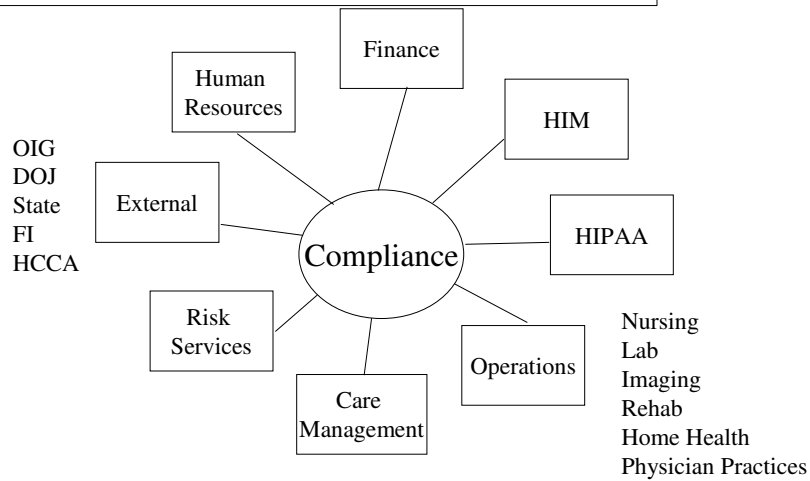 Finance
Human
Resources
HIM
OIG
DOJ
State
FI
HCCA
External
HIPAA
Compliance
Risk
Services
Operations
Nursing
Lab
Imaging
Rehab
Home Health
Physician Practices
Care
Management